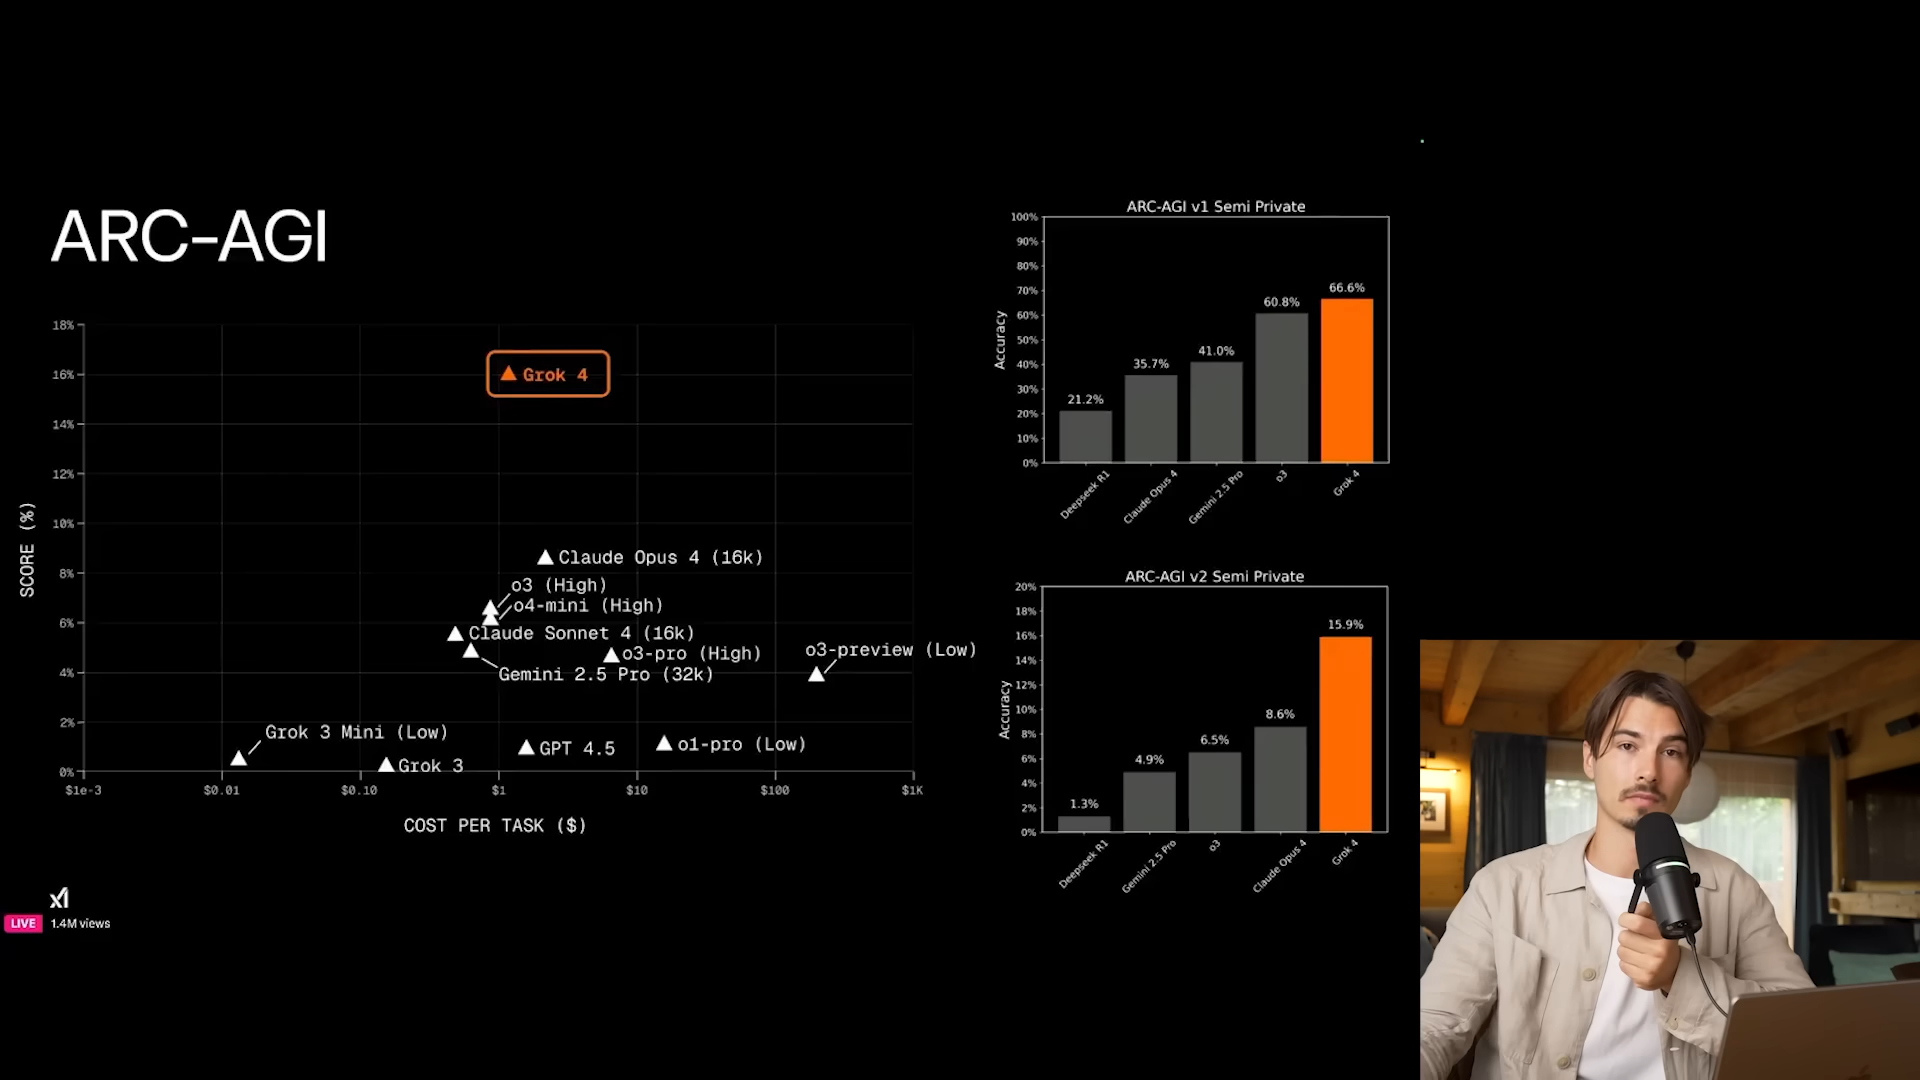 ARC-AGI
18%
16%
14%
12%
10%
8%
6%
4%
2%
0%
SCORE (%)
Grok 4
Claude Opus 4 (16k)
o3 (High)
o4-mini (High)
Claude Sonnet 4 (16k)
o3-pro (High)
o3-preview (Low)
Gemini 2.5 Pro (32k)
Grok 3 Mini (Low)
GPT 4.5
o1-pro (Low)
Grok 3
$1e-3 $0.01 $0.10 $1 $10 $100 $1K
COST PER TASK ($)
ARC-AGI v1 Semi Private
100%
90%
80%
70%
60%
50%
40%
30%
20%
10%
0%
Accuracy
21.2%
35.7%
41.0%
60.8%
66.6%
Deepseek R1
Claude Opus 4
Gemini 2.5 Pro
o3
Grok 4
ARC-AGI v2 Semi Private
20%
18%
16%
14%
12%
10%
8%
6%
4%
2%
0%
Accuracy
1.3%
4.9%
6.5%
8.6%
15.9%
Deepseek R1
Gemini 2.5 Pro
o3
Claude Opus 4
Grok 4
xI
LIVE 1.4M views